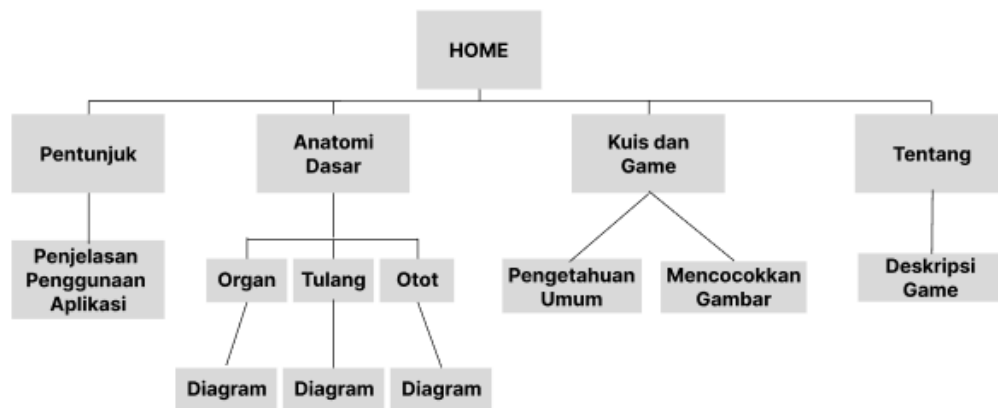 HOME
Pentunjuk
Anatomi
Dasar
Kuis dan
Game
Tentang
Penjelasan
Penggunaan
Aplikasi
Organ
Tulang
Otot
Pengetahuan
Umum
Mencocokkan
Gambar
Deskripsi
Game
Diagram
Diagram
Diagram